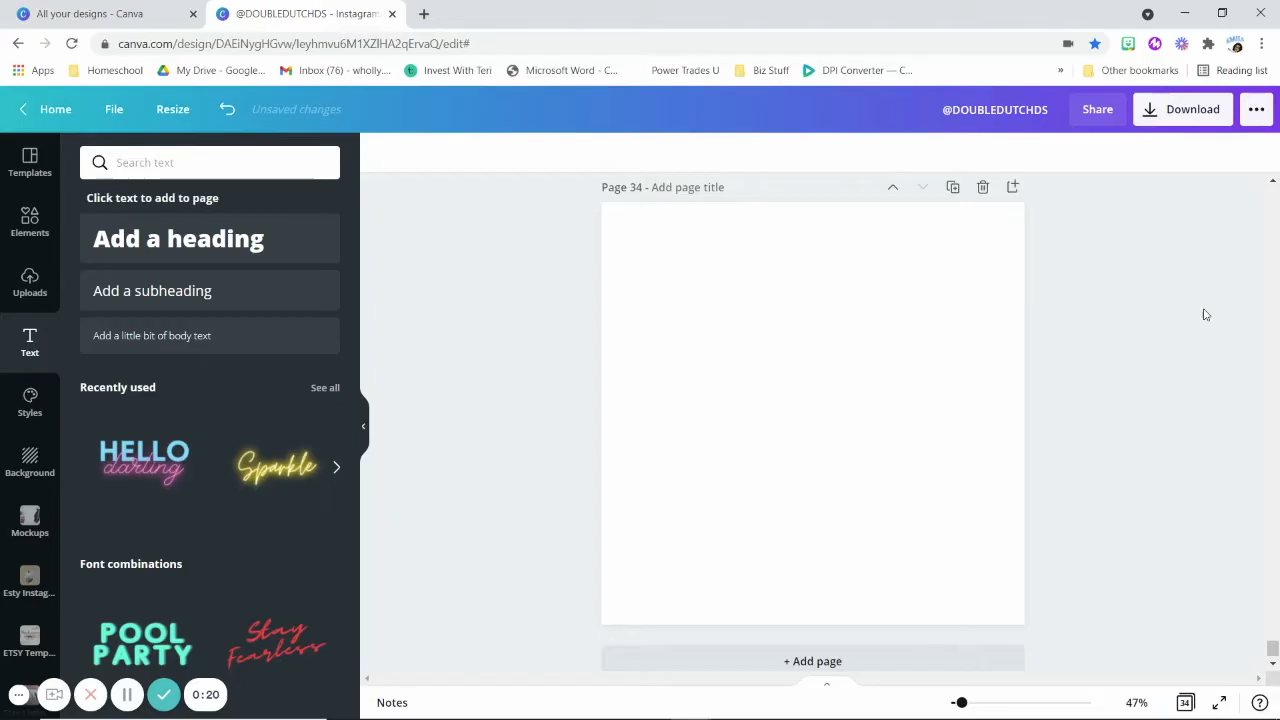 All your designs - Canva
@DOUBLEDUTCHDS - Instagram
canva.com/design/DAEiNygHGvw/Ieyhmvu6M1XZlHA2qErvaQ/edit#
Apps Homeschool My Drive - Google... Inbox (76) - wholly.... Invest With Teri Microsoft Word - C... Power Trades U Biz Stuff DPI Converter — C... » Other bookmarks Reading list
Home File Resize Unsaved changes @DOUBLEDUTCHDS Share Download
Templates
Elements
Uploads
Text
Styles
Background
Mockups
Esty Instag...
ETSY Temp...
Search text
Click text to add to page
Add a heading
Add a subheading
Add a little bit of body text
Recently used See all
HELLO
darling
Sparkle
Font combinations
POOL
PARTY
Stay
Fearless
0:20
Page 34 - Add page title
+ Add page
Notes 47% 34